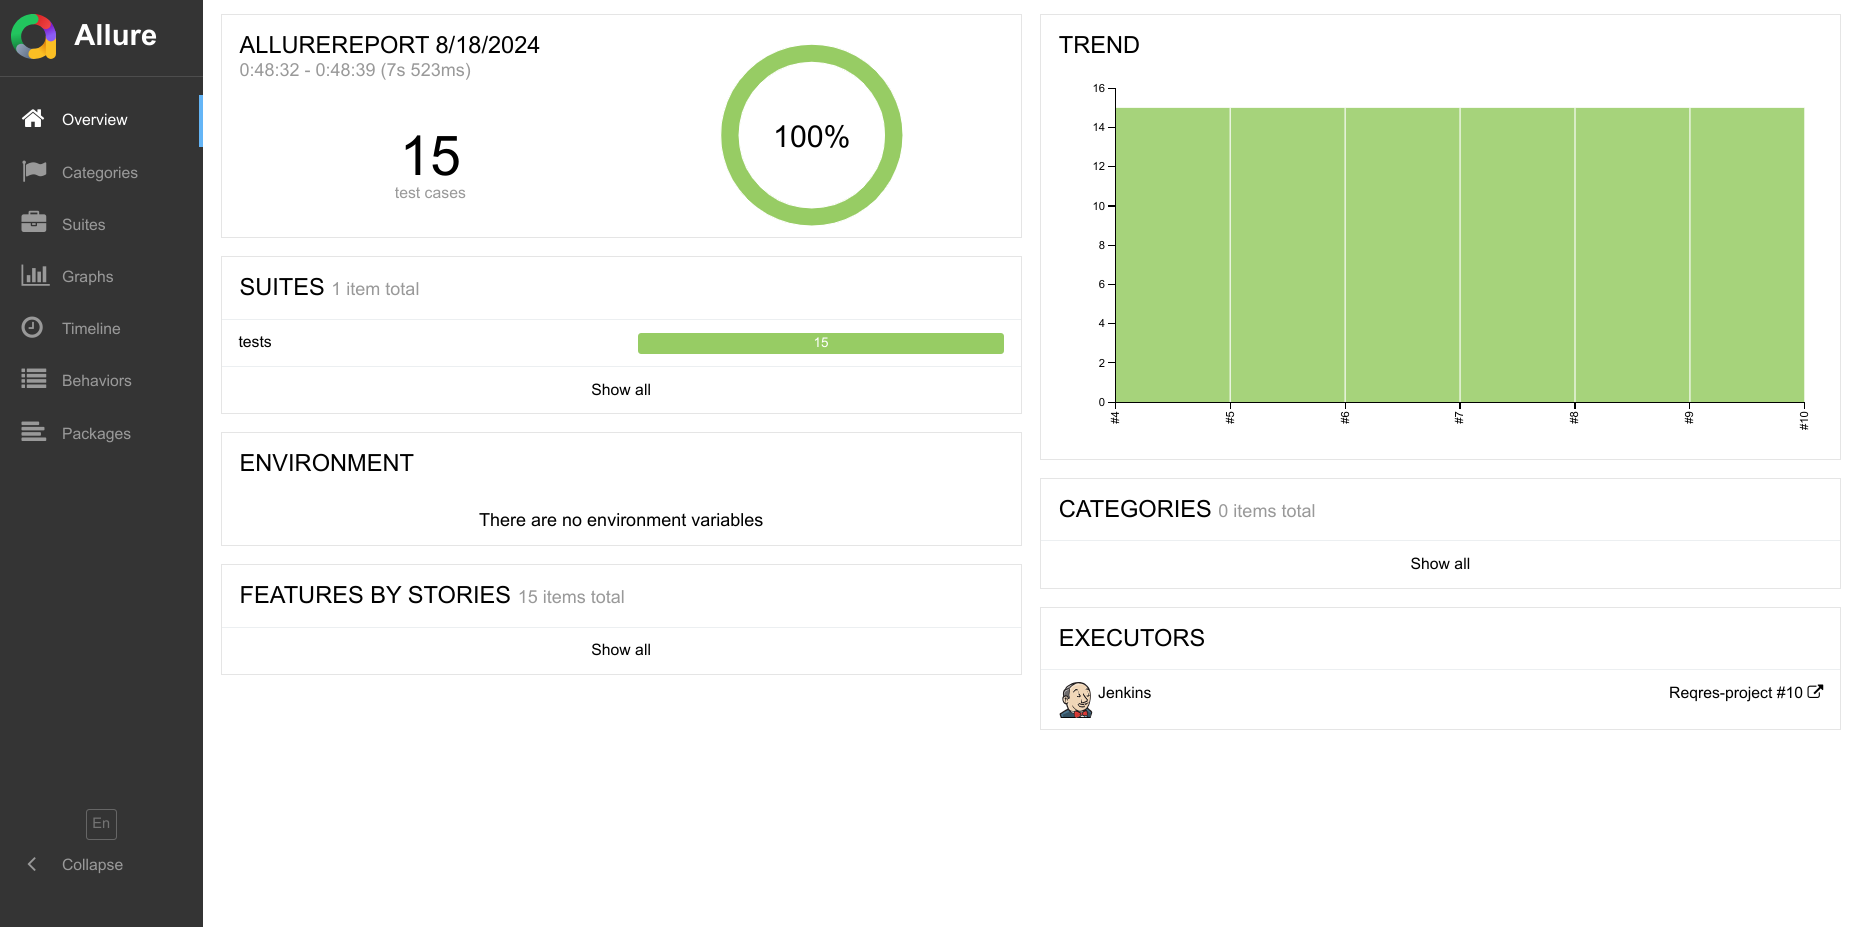 Allure
Overview
Categories
Suites
Graphs
Timeline
Behaviors
Packages
En
Collapse
ALLUREREPORT 8/18/2024
0:48:32 - 0:48:39 (7s 523ms)
15
test cases
100%
SUITES 1 item total
tests 15
Show all
ENVIRONMENT
There are no environment variables
FEATURES BY STORIES 15 items total
Show all
TREND
16
14
12
10
8
6
4
2
0
#4 #5 #6 #7 #8 #9 #10
CATEGORIES 0 items total
Show all
EXECUTORS
Jenkins Reqres-project #10